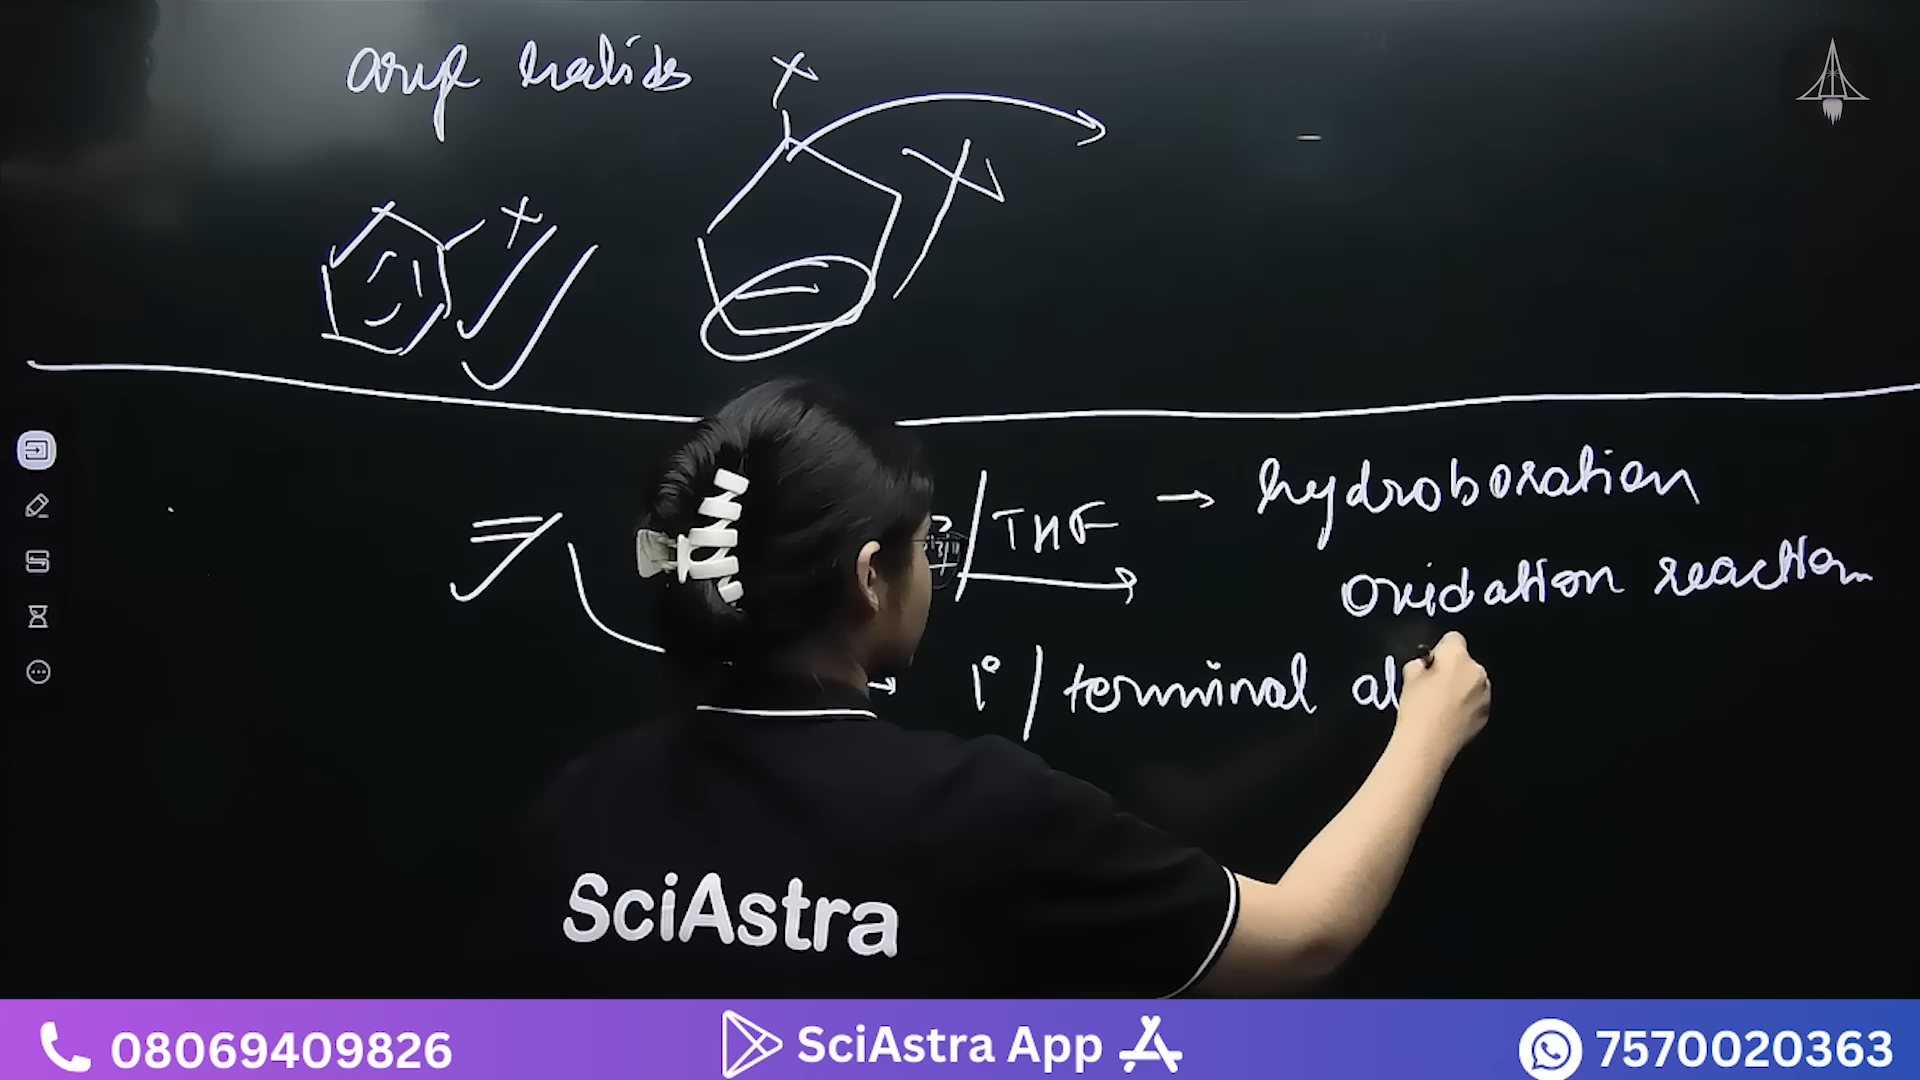 aryl halides
X
X
/ THF → hydroboration
oxidation reaction
→ 1° / terminal al
SciAstra
08069409826 SciAstra App 7570020363